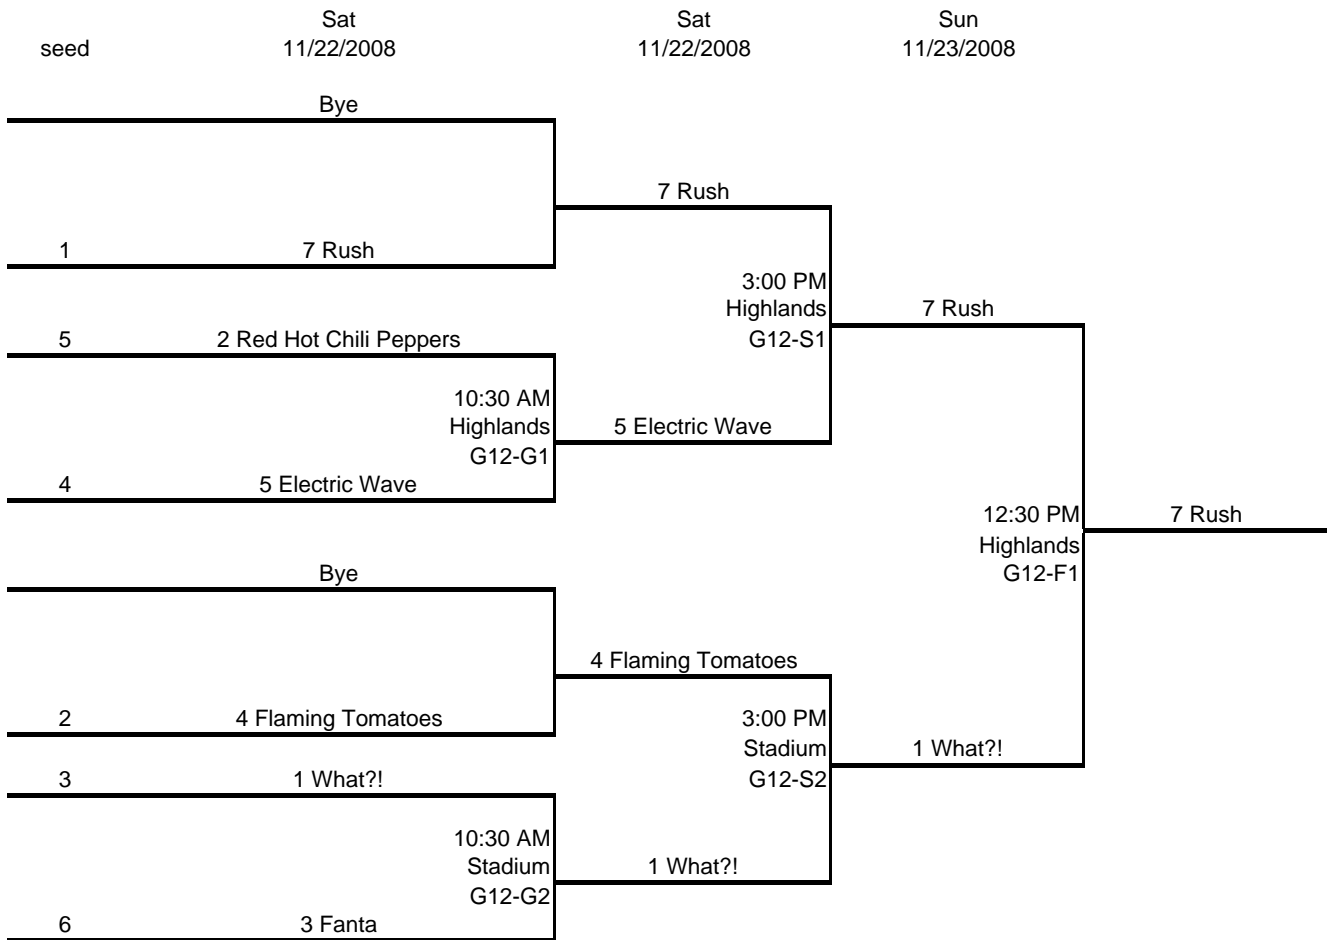 Sat Sat Sun
seed 11/22/2008 11/22/2008 11/23/2008
Bye
7 Rush
1 7 Rush
3:00 PM
Highlands
G12-S1
7 Rush
5 2 Red Hot Chili Peppers
10:30 AM
Highlands
G12-G1
5 Electric Wave
4 5 Electric Wave
12:30 PM
Highlands
G12-F1
7 Rush
Bye
4 Flaming Tomatoes
2 4 Flaming Tomatoes
3:00 PM
Stadium
G12-S2
1 What?!
3 1 What?!
10:30 AM
Stadium
G12-G2
1 What?!
6 3 Fanta